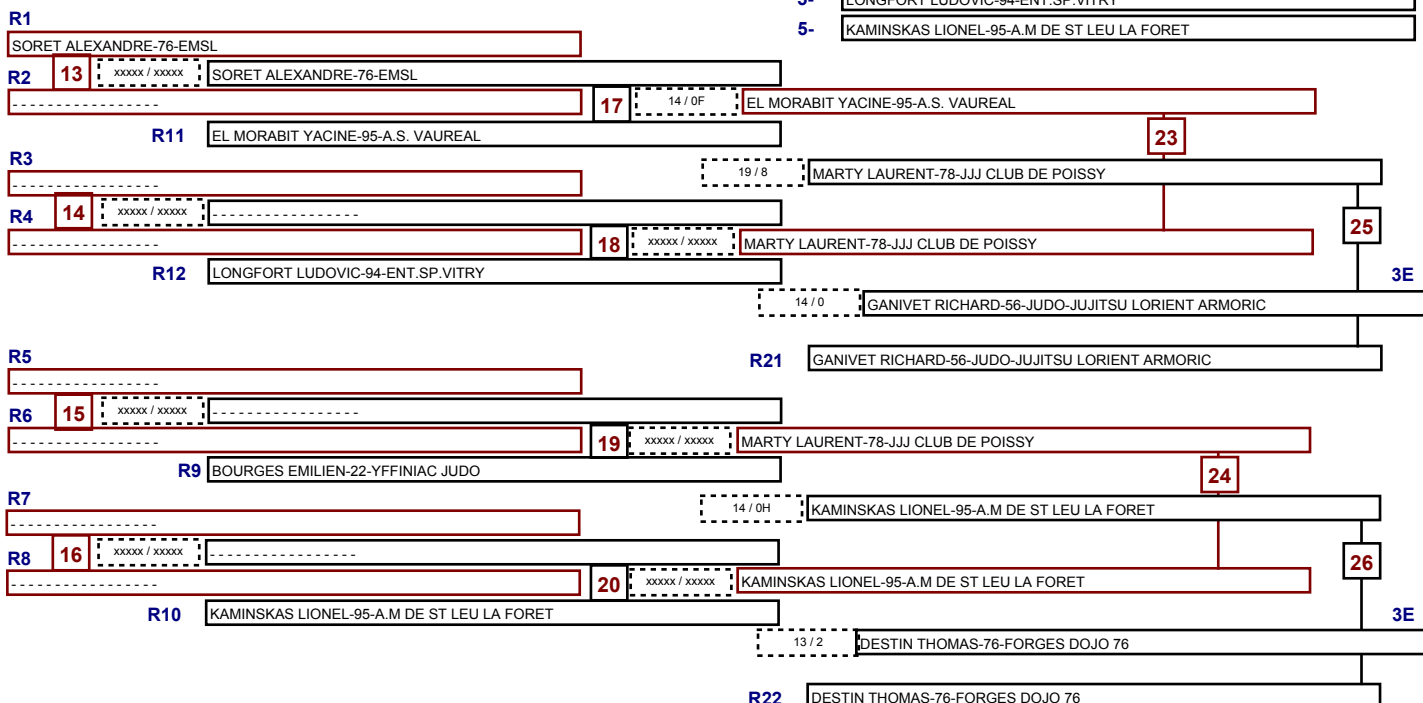 5- LONGFORT LUDOVIC-94-ENT.SP.VITRY
R1
5- KAMINSKAS LIONEL-95-A.M DE ST LEU LA FORET
SORET ALEXANDRE-76-EMSL
R2 13 xxxxx / xxxxx SORET ALEXANDRE-76-EMSL
- - - - - - - - - - - - - - - - - 17 14 / 0F EL MORABIT YACINE-95-A.S. VAUREAL
R11 EL MORABIT YACINE-95-A.S. VAUREAL 23
R3
19 / 8 MARTY LAURENT-78-JJJ CLUB DE POISSY
- - - - - - - - - - - - - - - - -
R4 14 xxxxx / xxxxx - - - - - - - - - - - - - - - - - 25
- - - - - - - - - - - - - - - - - 18 xxxxx / xxxxx MARTY LAURENT-78-JJJ CLUB DE POISSY
R12 LONGFORT LUDOVIC-94-ENT.SP.VITRY 3E
14 / 0 GANIVET RICHARD-56-JUDO-JUJITSU LORIENT ARMORIC
R5
R21 GANIVET RICHARD-56-JUDO-JUJITSU LORIENT ARMORIC
- - - - - - - - - - - - - - - - -
R6 15 xxxxx / xxxxx - - - - - - - - - - - - - - - - -
- - - - - - - - - - - - - - - - - 19 xxxxx / xxxxx MARTY LAURENT-78-JJJ CLUB DE POISSY
R9 BOURGES EMILIEN-22-YFFINIAC JUDO 24
R7
14 / 0H KAMINSKAS LIONEL-95-A.M DE ST LEU LA FORET
- - - - - - - - - - - - - - - - -
R8 16 xxxxx / xxxxx - - - - - - - - - - - - - - - - - 26
- - - - - - - - - - - - - - - - - 20 xxxxx / xxxxx KAMINSKAS LIONEL-95-A.M DE ST LEU LA FORET
R10 KAMINSKAS LIONEL-95-A.M DE ST LEU LA FORET 3E
13 / 2 DESTIN THOMAS-76-FORGES DOJO 76
R22 DESTIN THOMAS-76-FORGES DOJO 76